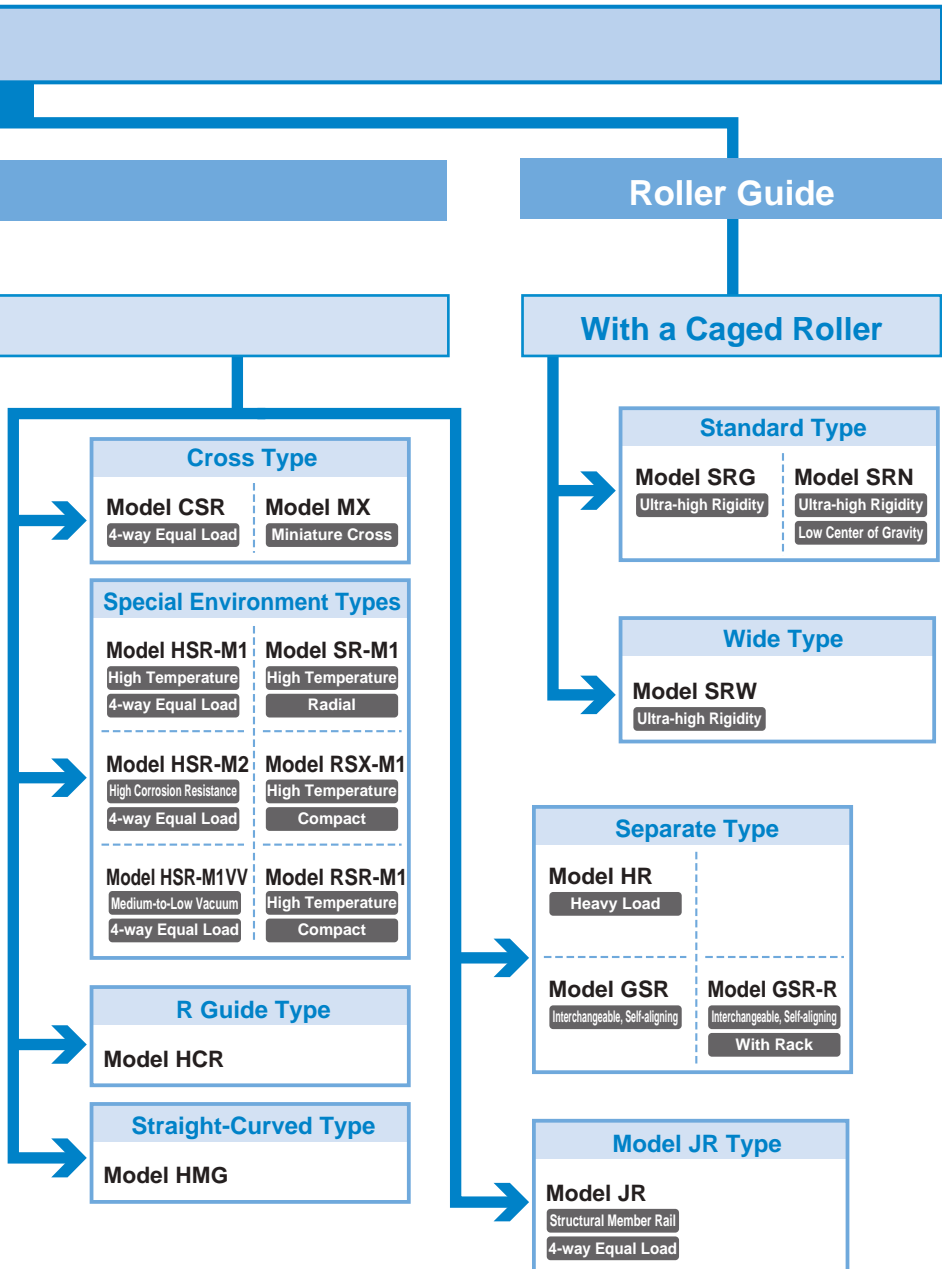 Roller Guide
With a Caged Roller
Standard Type
Model SRG
Ultra-high Rigidity
Model SRN
Ultra-high Rigidity
Low Center of Gravity
Wide Type
Model SRW
Ultra-high Rigidity
Cross Type
Model CSR
4-way Equal Load
Model MX
Miniature Cross
Special Environment Types
Model HSR-M1
High Temperature
4-way Equal Load
Model SR-M1
High Temperature
Radial
Model HSR-M2
High Corrosion Resistance
4-way Equal Load
Model RSX-M1
High Temperature
Compact
Model HSR-M1VV
Medium-to-Low Vacuum
4-way Equal Load
Model RSR-M1
High Temperature
Compact
R Guide Type
Model HCR
Straight-Curved Type
Model HMG
Separate Type
Model HR
Heavy Load
Model GSR
Interchangeable, Self-aligning
Model GSR-R
Interchangeable, Self-aligning
With Rack
Model JR Type
Model JR
Structural Member Rail
4-way Equal Load